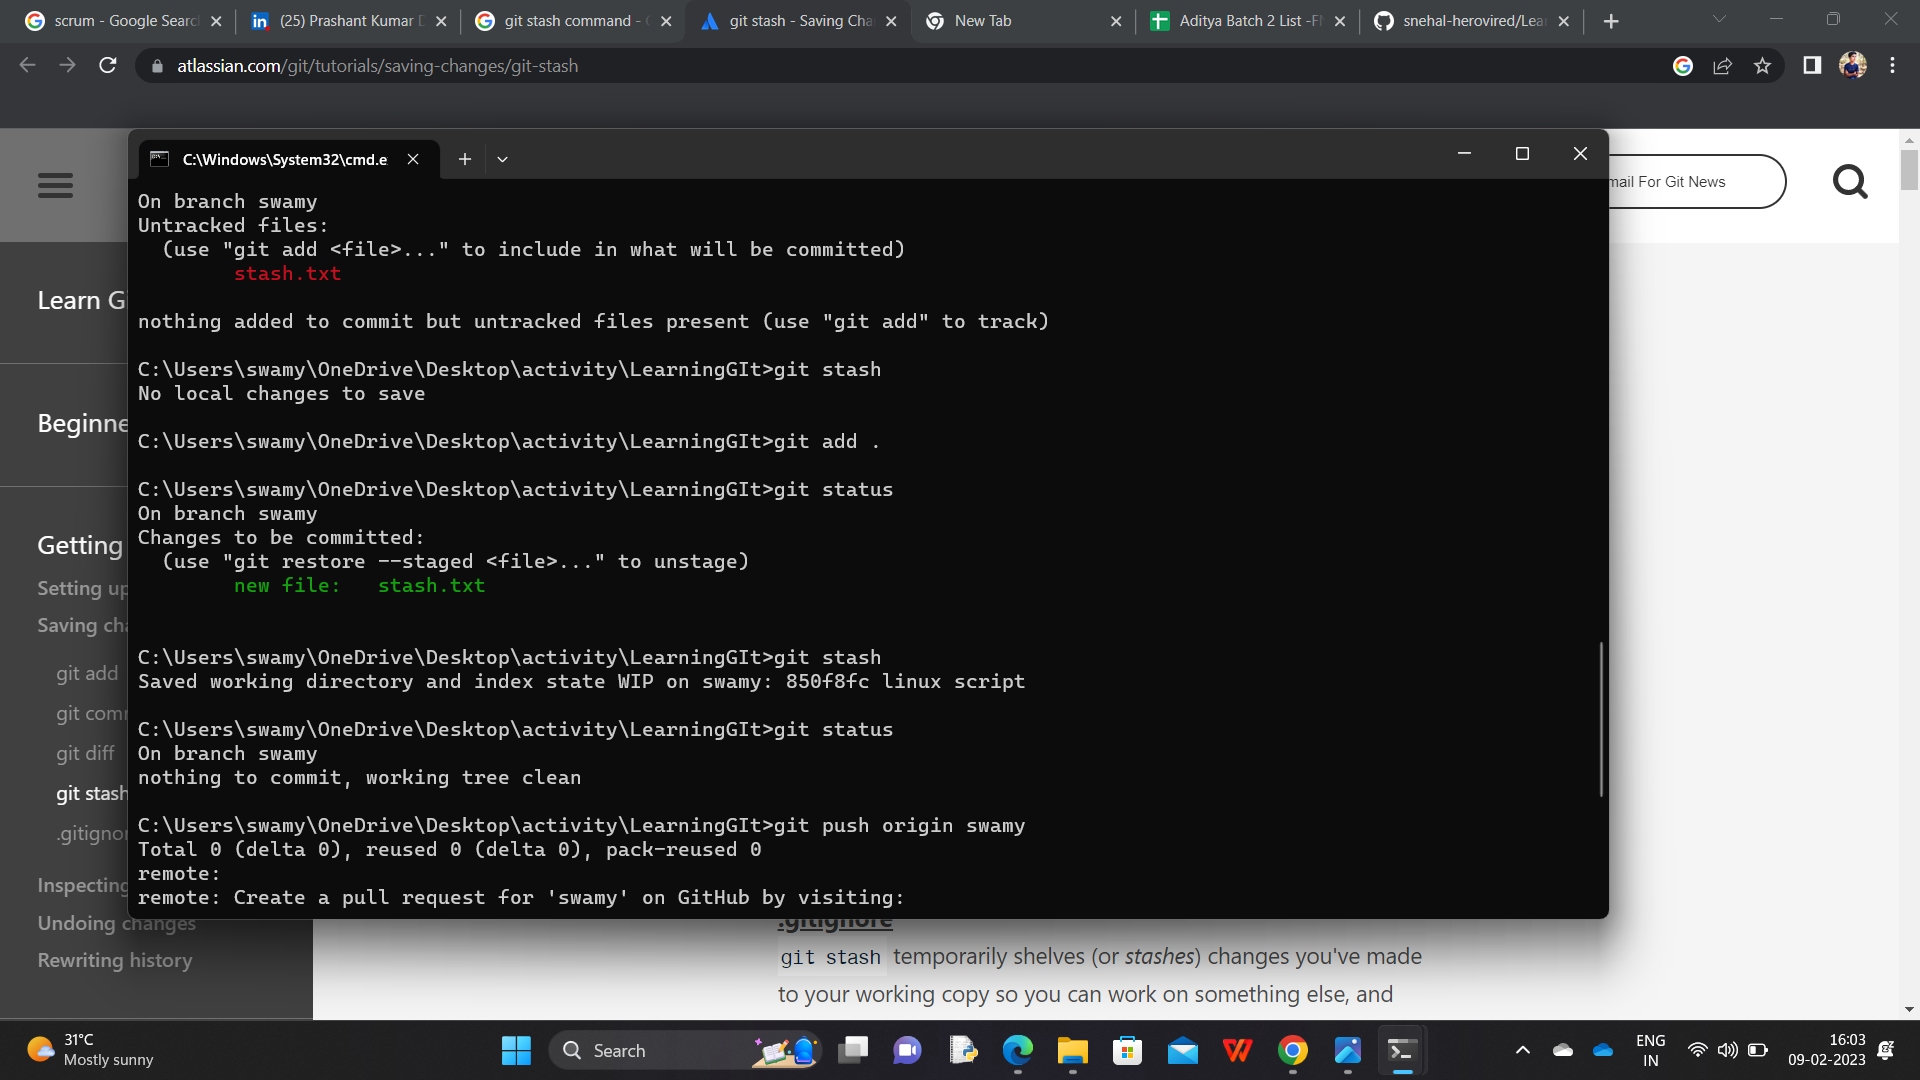 scrum - Google Searc
(25) Prashant Kumar D
git stash command -
git stash - Saving Cha
New Tab
Aditya Batch 2 List -F
snehal-herovired/Lea
atlassian.com/git/tutorials/saving-changes/git-stash
C:\Windows\System32\cmd.e
mail For Git News
On branch swamy
Untracked files:
(use "git add <file>..." to include in what will be committed)
stash.txt
nothing added to commit but untracked files present (use "git add" to track)
C:\Users\swamy\OneDrive\Desktop\activity\LearningGIt>git stash
No local changes to save
C:\Users\swamy\OneDrive\Desktop\activity\LearningGIt>git add .
C:\Users\swamy\OneDrive\Desktop\activity\LearningGIt>git status
On branch swamy
Changes to be committed:
(use "git restore --staged <file>..." to unstage)
new file:   stash.txt
C:\Users\swamy\OneDrive\Desktop\activity\LearningGIt>git stash
Saved working directory and index state WIP on swamy: 850f8fc linux script
C:\Users\swamy\OneDrive\Desktop\activity\LearningGIt>git status
On branch swamy
nothing to commit, working tree clean
C:\Users\swamy\OneDrive\Desktop\activity\LearningGIt>git push origin swamy
Total 0 (delta 0), reused 0 (delta 0), pack-reused 0
remote:
remote: Create a pull request for 'swamy' on GitHub by visiting:
Learn Gi
Beginne
Getting
Setting up
Saving cha
git add
git comm
git diff
git stash
.gitignor
Inspecting
Undoing changes
Rewriting history
.gitignore
git stash temporarily shelves (or stashes) changes you've made
to your working copy so you can work on something else, and
31°C
Mostly sunny
Search
ENG
IN
16:03
09-02-2023